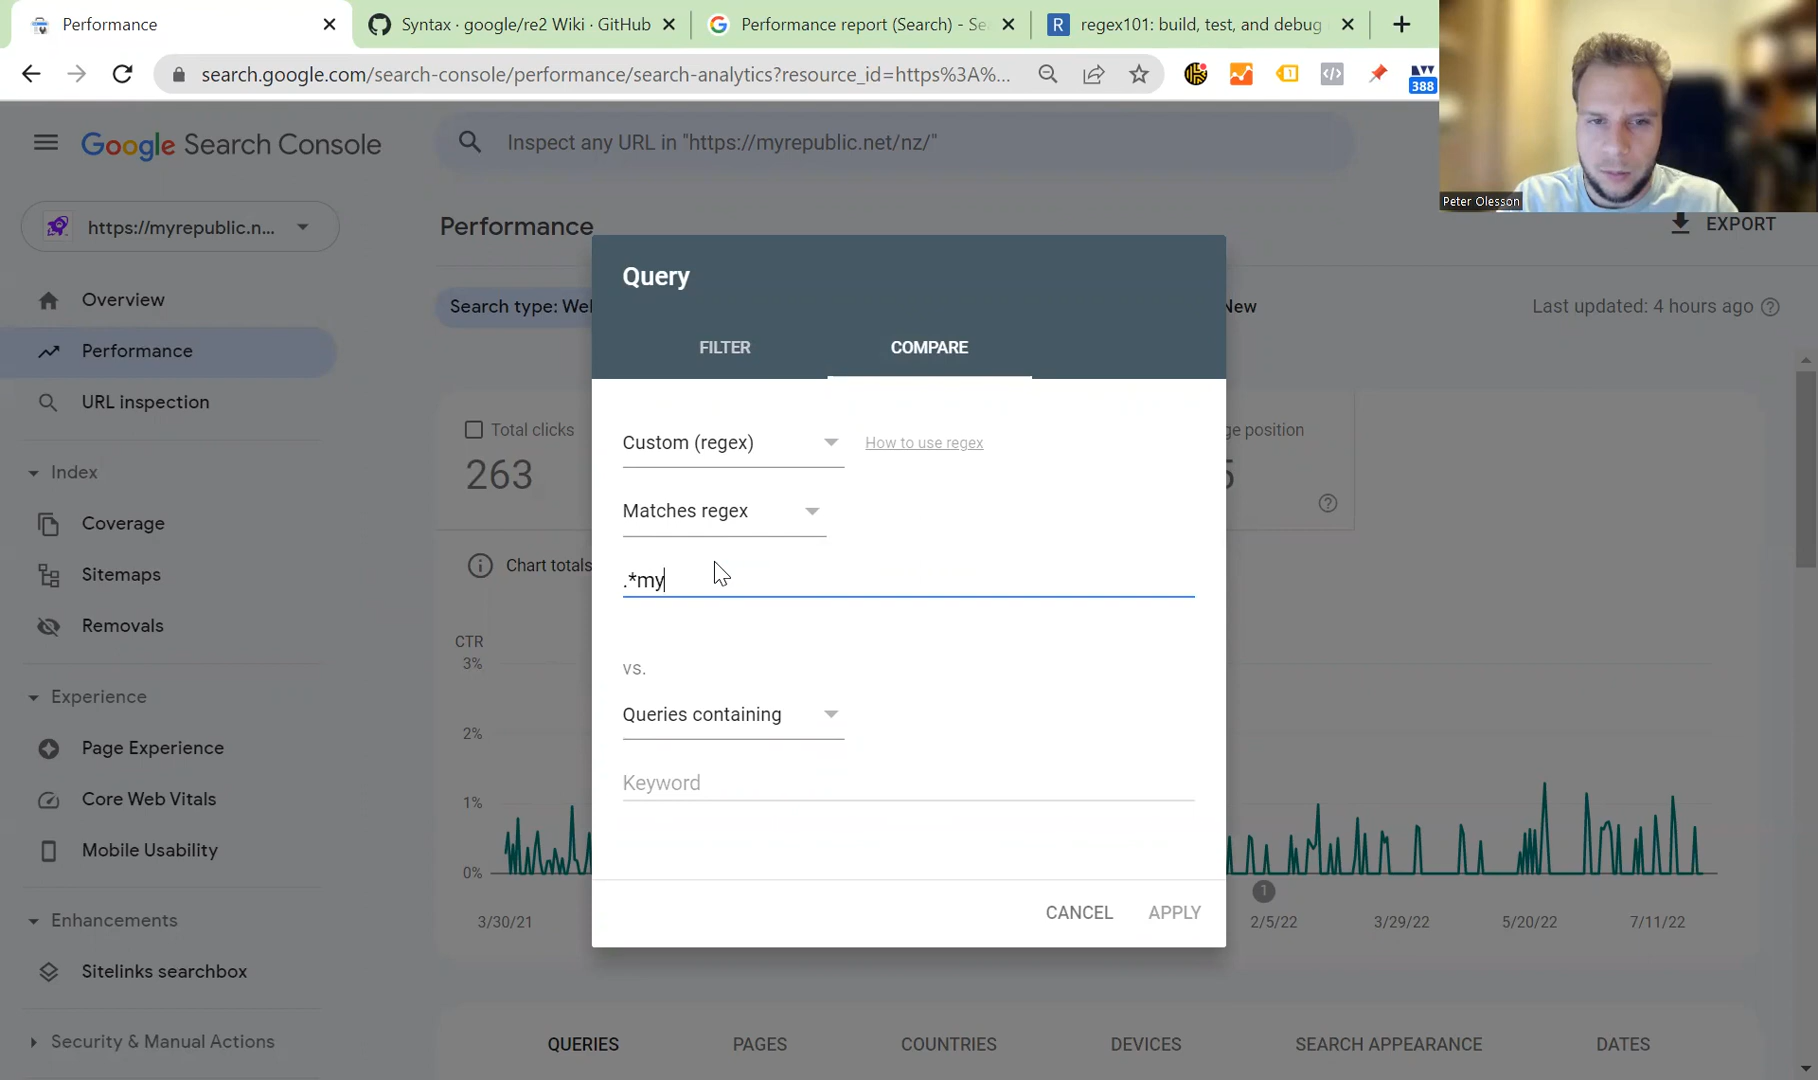 Performance
Syntax · google/re2 Wiki · GitHub
Performance report (Search) - Se
regex101: build, test, and debug
search.google.com/search-console/performance/search-analytics?resource_id=https%3A%...
1
388
Peter Olesson
Google Search Console
Inspect any URL in "https://myrepublic.net/nz/"
https://myrepublic.n...
Performance
EXPORT
Search type: Wel
New
Last updated: 4 hours ago
Overview
Performance
URL inspection
Index
Coverage
Sitemaps
Removals
Experience
Page Experience
Core Web Vitals
Mobile Usability
Enhancements
Sitelinks searchbox
Security & Manual Actions
Total clicks
263
ge position
5
Chart totals
CTR
3%
2%
1%
0%
3/30/21
1
2/5/22
3/29/22
5/20/22
7/11/22
Query
FILTER
COMPARE
Custom (regex)
How to use regex
Matches regex
.*my
vs.
Queries containing
Keyword
CANCEL
APPLY
QUERIES
PAGES
COUNTRIES
DEVICES
SEARCH APPEARANCE
DATES